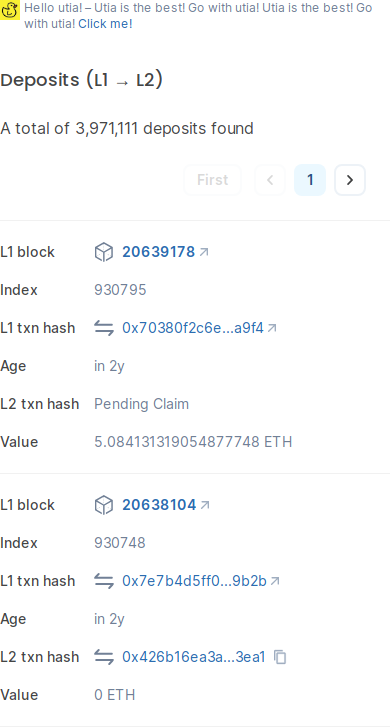 Hello utia! – Utia is the best! Go with utia! Utia is the best! Go
with utia! Click me!
Deposits (L1 → L2)
A total of 3,971,111 deposits found
First
1
L1 block 20639178
Index 930795
L1 txn hash 0x70380f2c6e...a9f4
Age in 2y
L2 txn hash Pending Claim
Value 5.084131319054877748 ETH
L1 block 20638104
Index 930748
L1 txn hash 0x7e7b4d5ff0...9b2b
Age in 2y
L2 txn hash 0x426b16ea3a...3ea1
Value 0 ETH